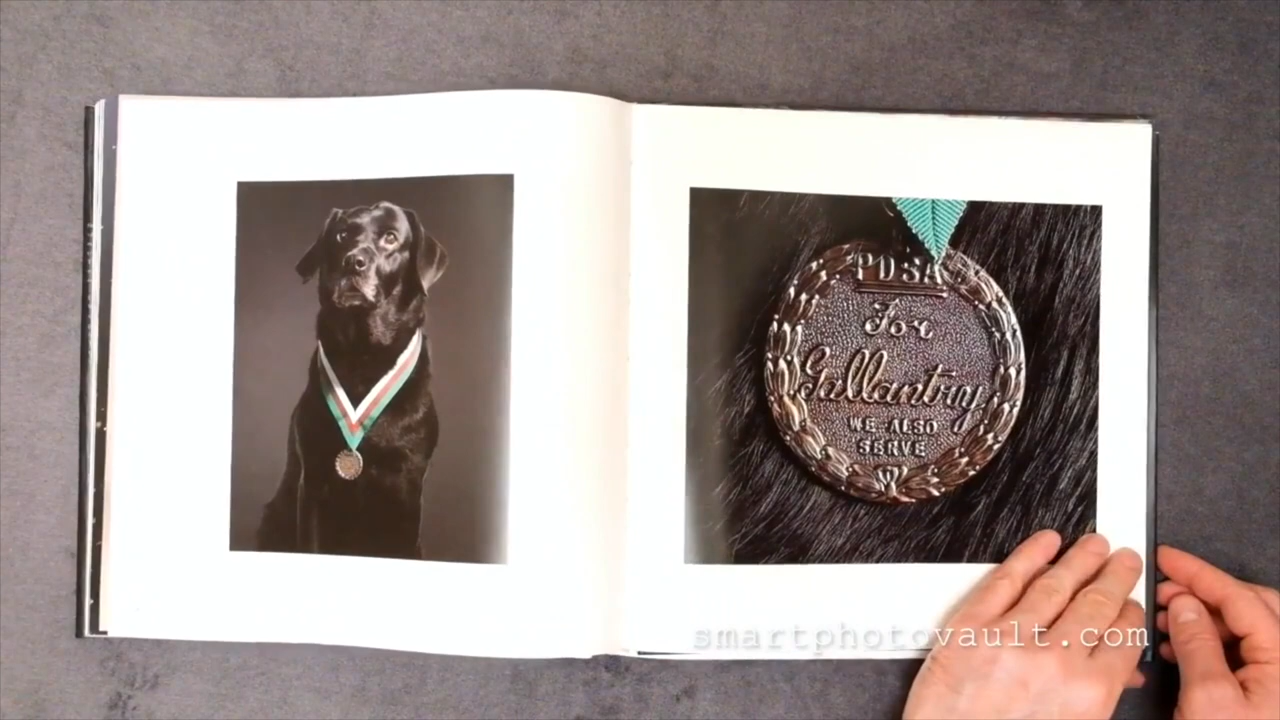 PDSA
For
Gallantry
WE ALSO
SERVE
smartphotovault.com